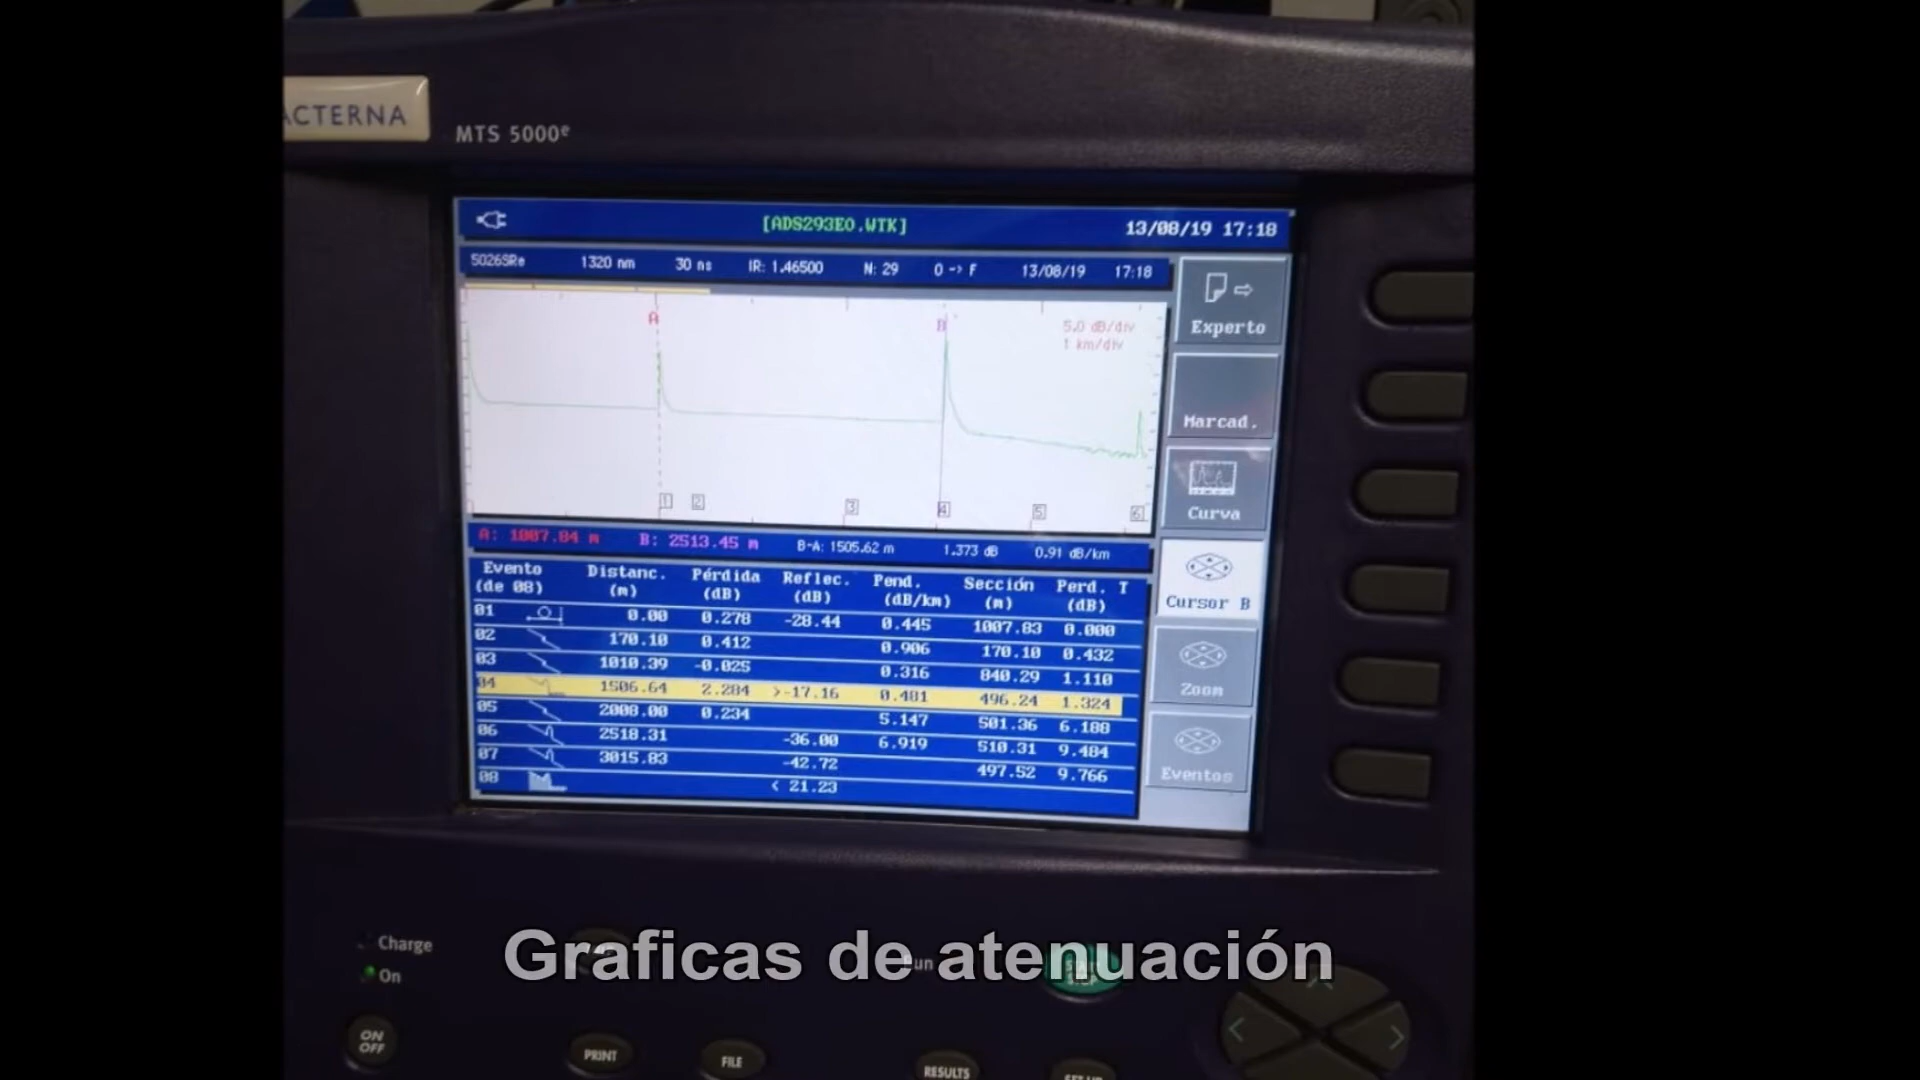 ACTERNA
MTS 5000e
[ADS293EO.WTK] 13/08/19 17:18
5026SRe 1320 nm 30 ns IR: 1.46500 N: 29 O -> F 13/08/19 17:18
A B 5.0 dB/div
1 km/div
1 2 3 4 5 6
A: 1007.84 m B: 2513.45 m B-A: 1505.62 m 1.373 dB 0.91 dB/km
Evento Distanc. Pérdida Reflec. Pend. Sección Perd. T
(de 08) (m) (dB) (dB) (dB/km) (m) (dB)
01 0.00 0.278 -28.44 0.445 1007.83 0.000
02 170.10 0.412 0.906 170.10 0.432
03 1010.39 -0.025 0.316 840.29 1.110
04 1506.64 2.284 >-17.16 0.481 496.24 1.324
05 2008.00 0.234 5.147 501.36 6.188
06 2518.31 -36.00 6.919 510.31 9.484
07 3015.83 -42.72 497.52 9.766
08 < 21.23
Experto
Marcad.
Curva
Cursor B
Zoom
Eventos
Charge
On
Graficas de atenuación
START
STOP
ON
OFF
PRINT
FILE
RESULTS